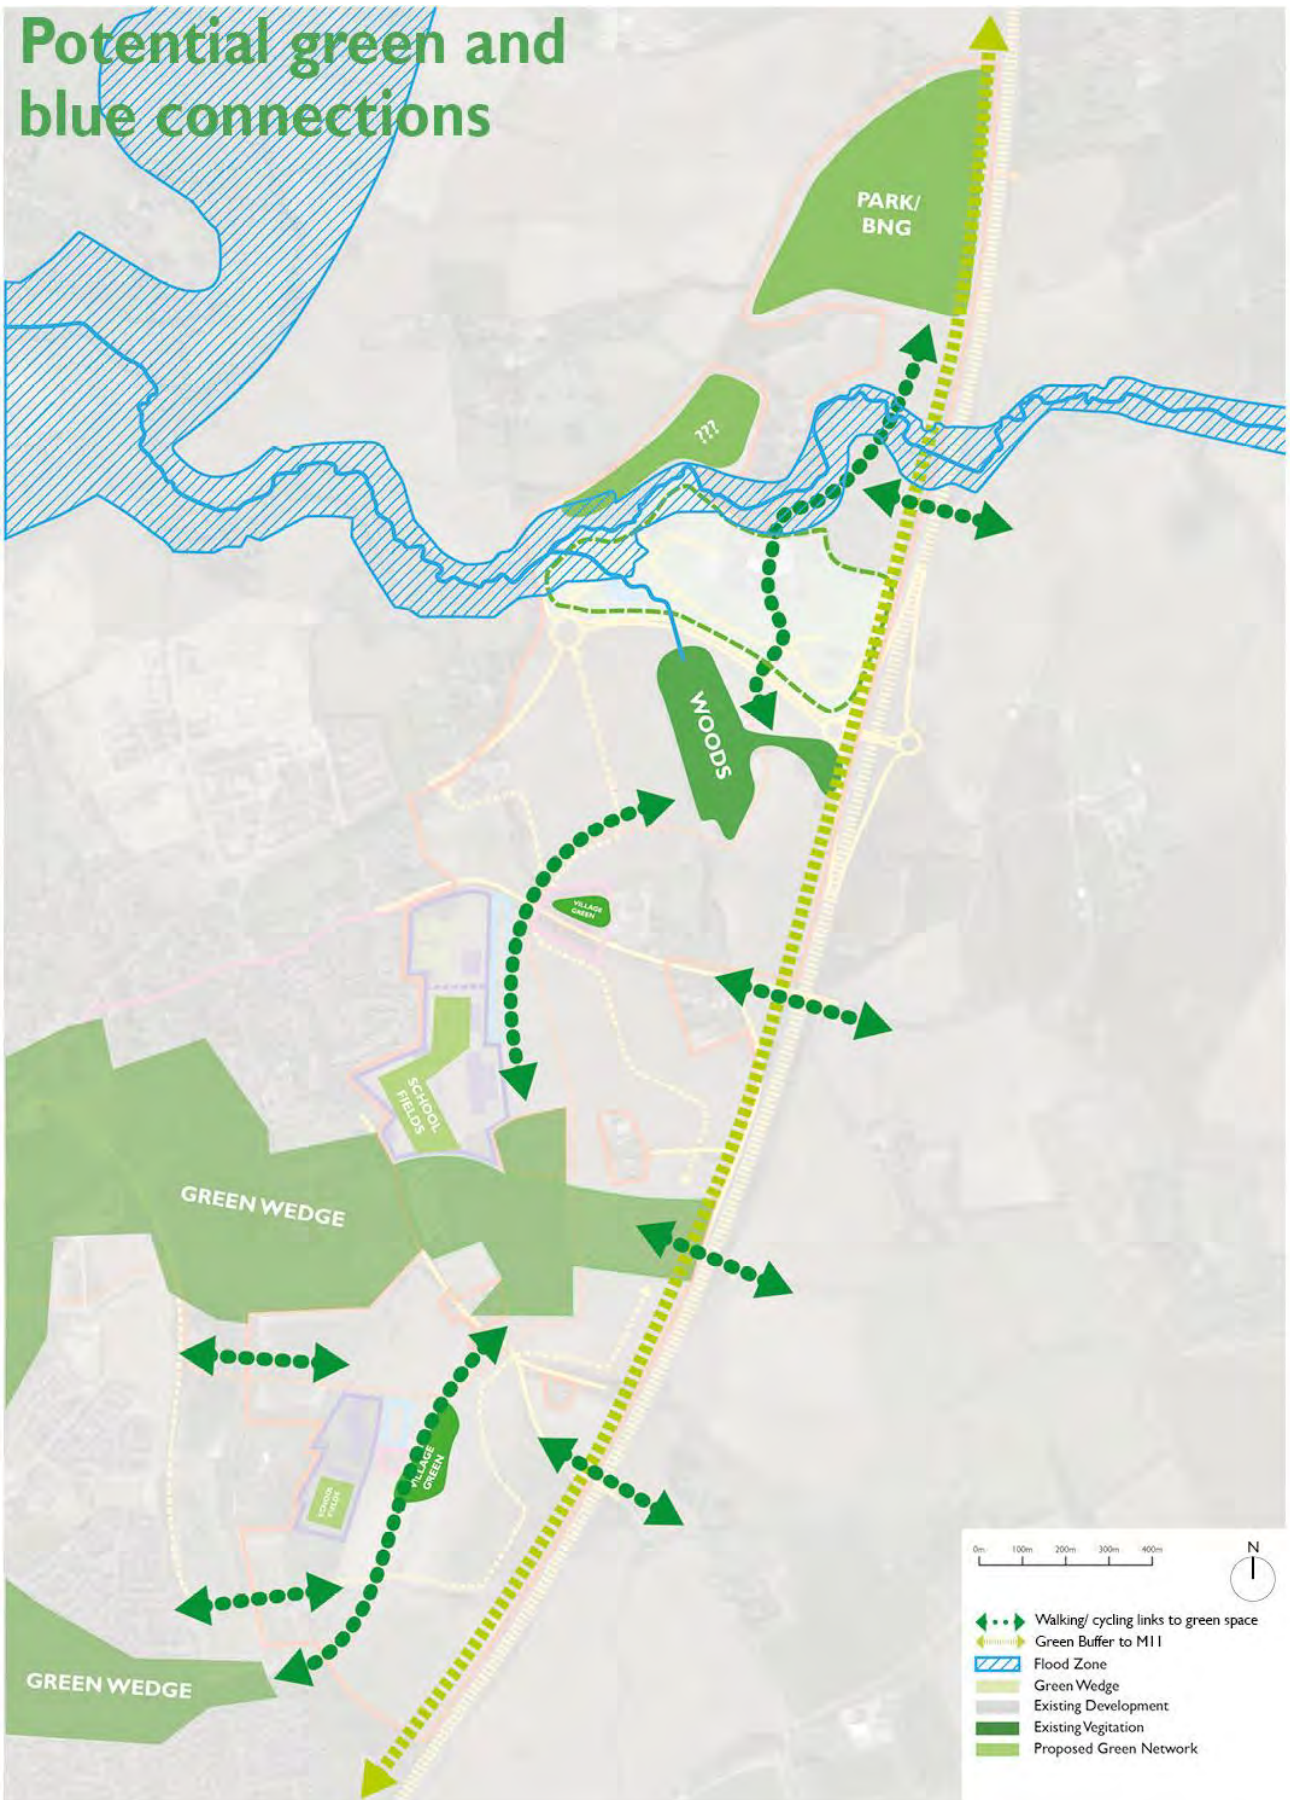 Potential green and
blue connections
PARK/
BNG
???
WOODS
VILLAGE
GREEN
SCHOOL
FIELDS
GREEN WEDGE
VILLAGE
GREEN
SCHOOL
FIELDS
GREEN WEDGE
0m 100m 200m 300m 400m
N
Walking/ cycling links to green space
Green Buffer to M11
Flood Zone
Green Wedge
Existing Development
Existing Vegitation
Proposed Green Network